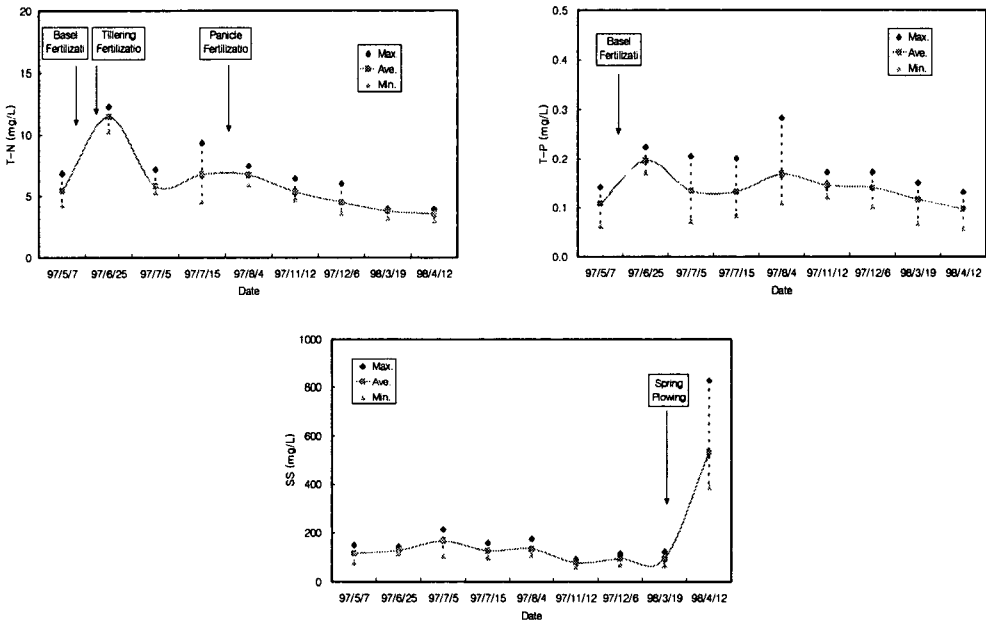 20
15
10
5
0
T-N (mg/L)
Basel
Fertilizati
Tillering
Fertilizatio
Panicle
Fertilizatio
Max.
Ave.
Min.
97/5/7 97/6/25 97/7/5 97/7/15 97/8/4 97/11/12 97/12/6 98/3/19 98/4/12
Date
0.5
0.4
0.3
0.2
0.1
0.0
T-P (mg/L)
Basel
Fertilizati
Max.
Ave.
Min.
97/5/7 97/6/25 97/7/5 97/7/15 97/8/4 97/11/12 97/12/6 98/3/19 98/4/12
Date
1000
800
600
400
200
0
SS (mg/L)
Max.
Ave.
Min.
Spring
Plowing
97/5/7 97/6/25 97/7/5 97/7/15 97/8/4 97/11/12 97/12/6 98/3/19 98/4/12
Date